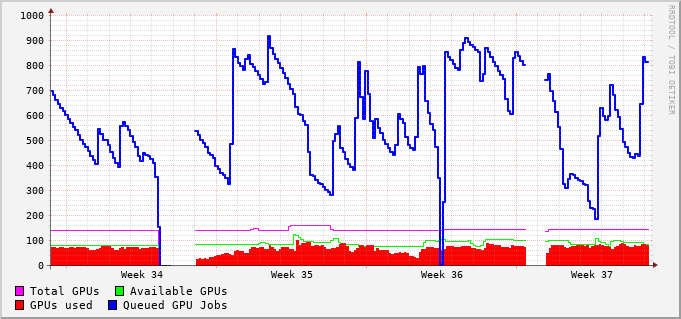 1000
900
800
700
600
500
400
300
200
100
0
Week 34 Week 35 Week 36 Week 37
Total GPUs Available GPUs
GPUs used Queued GPU Jobs
RRDTOOL / TOBI OETIKER